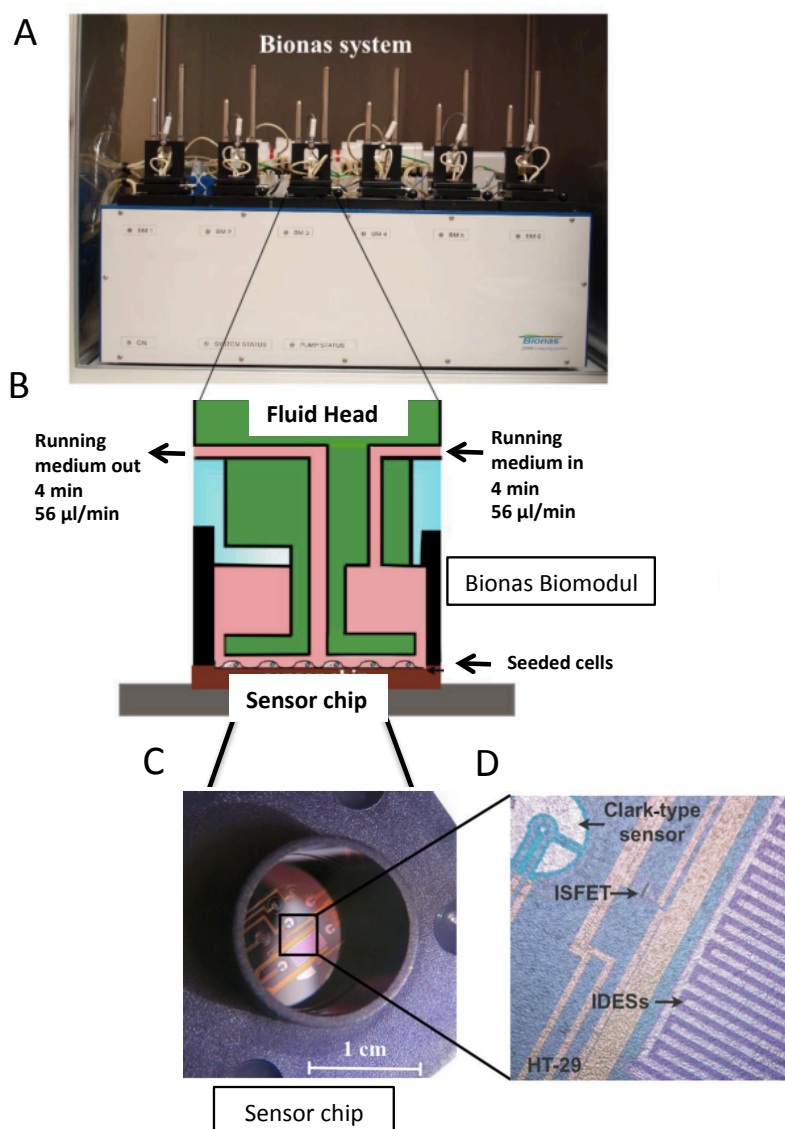 A
Bionas system
BM 1
BM 2
BM 3
BM 4
BM 5
BM 6
ON
SYSTEM STATUS
PUMP STATUS
Bionas
B
Fluid Head
Running
medium out
4 min
56 µl/min
Running
medium in
4 min
56 µl/min
Bionas Biomodul
Seeded cells
Sensor chip
C
D
1 cm
Clark-type
sensor
ISFET
IDESs
HT-29
Sensor chip